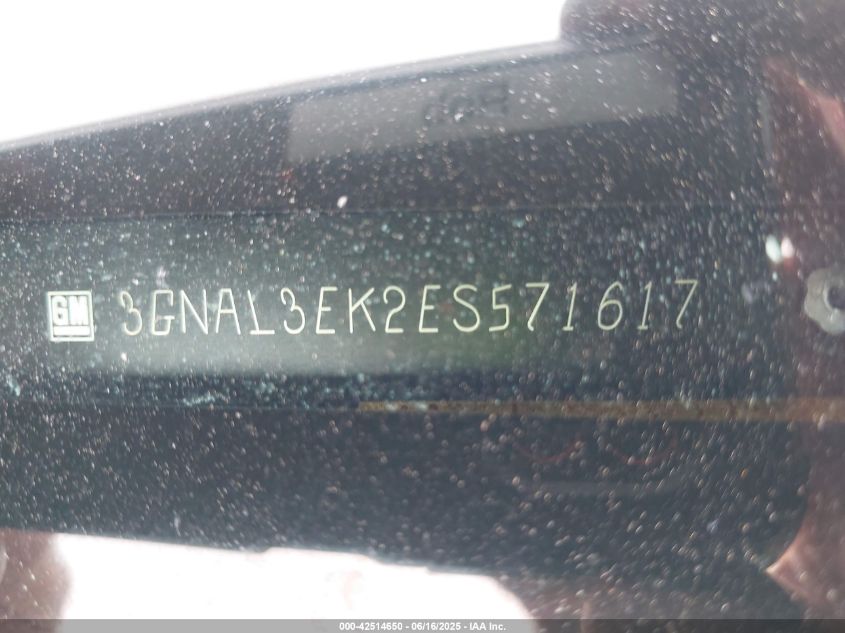 GM 3GNAL3EK2ES571617
000-42514650 - 06/16/2025 - IAA Inc.